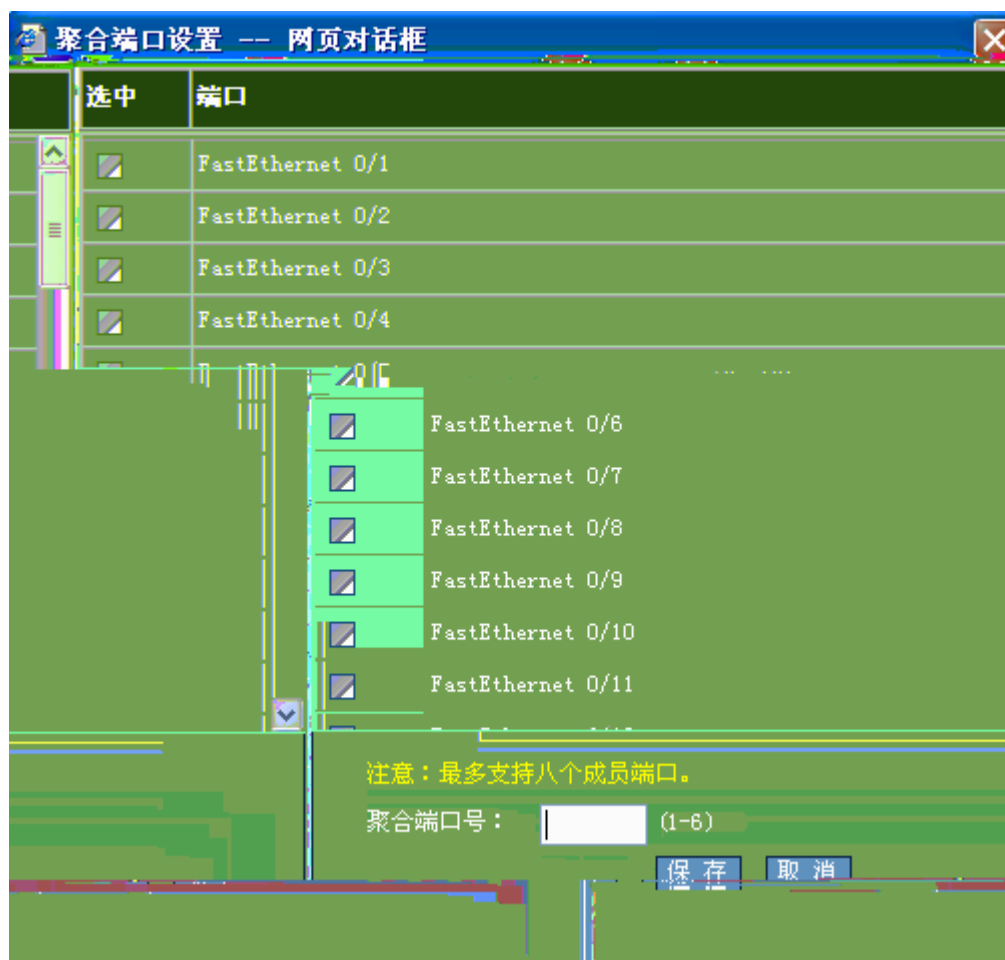 聚合端口设置 -- 网页对话框
选中 端口
FastEthernet 0/1
FastEthernet 0/2
FastEthernet 0/3
FastEthernet 0/4
FastEthernet 0/6
FastEthernet 0/7
FastEthernet 0/8
FastEthernet 0/9
FastEthernet 0/10
FastEthernet 0/11
注意：最多支持八个成员端口。
聚合端口号： (1-6)
保 存 取 消